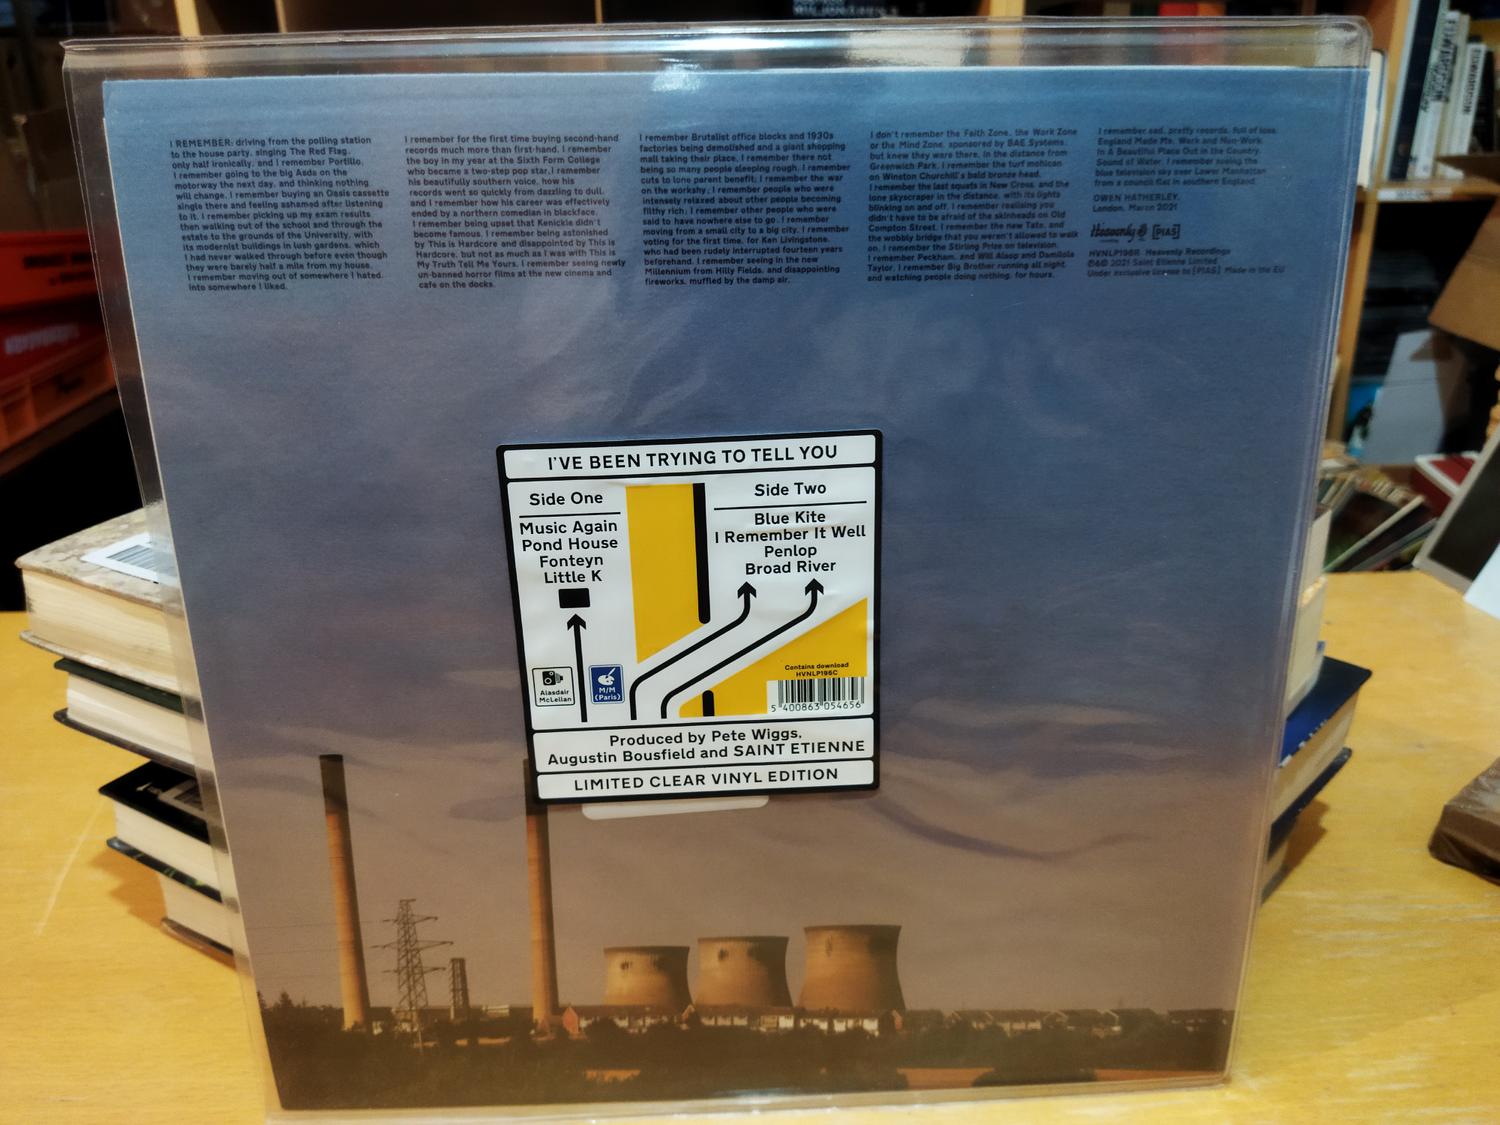 I REMEMBER: driving from the polling station
to the house party, singing The Red Flag,
only half ironically, and I remember Portillo.
I remember going to the big Asda on the
motorway the next day, and thinking nothing
will change. I remember buying an Oasis cassette
single there and feeling ashamed after listening
to it. I remember picking up my exam results
then walking out of the school and through the
estate to the grounds of the University, with
its modernist buildings in lush gardens, which
I had never walked through before even though
they were barely half a mile from my house.
I remember moving out of somewhere I hated,
into somewhere I liked.
I remember for the first time buying second-hand
records much more than first-hand. I remember
the boy in my year at the Sixth Form College
who became a two-step pop star, I remember
his beautifully southern voice, how his
records went so quickly from dazzling to dull,
and I remember how his career was effectively
ended by a northern comedian in blackface.
I remember being upset that Kenickie didn't
become famous. I remember being astonished
by This is Hardcore and disappointed by This is
Hardcore, but not as much as I was with This is
My Truth Tell Me Yours. I remember seeing newly
un-banned horror films at the new cinema and
cafe on the docks.
I remember Brutalist office blocks and 1930s
factories being demolished and a giant shopping
mall taking their place. I remember there not
being so many people sleeping rough. I remember
cuts to lone parent benefit; I remember the war
on the workshy; I remember people who were
intensely relaxed about other people becoming
filthy rich; I remember other people who were
said to have nowhere else to go. I remember
moving from a small city to a big city. I remember
voting for the first time, for Ken Livingstone,
who had been rudely interrupted fourteen years
beforehand. I remember seeing in the new
Millennium from Hilly Fields, and disappointing
fireworks, muffled by the damp air.
I don't remember the Faith Zone, the Work Zone
or the Mind Zone, sponsored by BAE Systems,
but knew they were there, in the distance from
Greenwich Park. I remember the turf mohican
on Winston Churchill's bald bronze head.
I remember the last squats in New Cross, and the
lone skyscraper in the distance, with its lights
blinking on and off. I remember realising you
didn't have to be afraid of the skinheads on Old
Compton Street. I remember the new Tate, and
the wobbly bridge that you weren't allowed to walk
on. I remember the Stirling Prize on television.
I remember Peckham, and Will Alsop and Damilola
Taylor. I remember Big Brother running all night,
and watching people doing nothing, for hours.
I remember sad, pretty records, full of loss.
England Made Me, Work and Non-Work,
In A Beautiful Place Out in the Country,
Sound of Water. I remember seeing the
blue television sky over Lower Manhattan
from a council flat in southern England.
OWEN HATHERLEY,
London, March 2021
Heavenly [PIAS]
HVNLP196R Heavenly Recordings
℗&© 2021 Saint Etienne Limited
Under exclusive license to [PIAS] Made in the EU
I'VE BEEN TRYING TO TELL YOU
Side One
Music Again
Pond House
Fonteyn
Little K
Side Two
Blue Kite
I Remember It Well
Penlop
Broad River
Alasdair
McLellan
M/M
(Paris)
Contains download
HVNLP196C
5 400863 054656
Produced by Pete Wiggs,
Augustin Bousfield and SAINT ETIENNE
LIMITED CLEAR VINYL EDITION